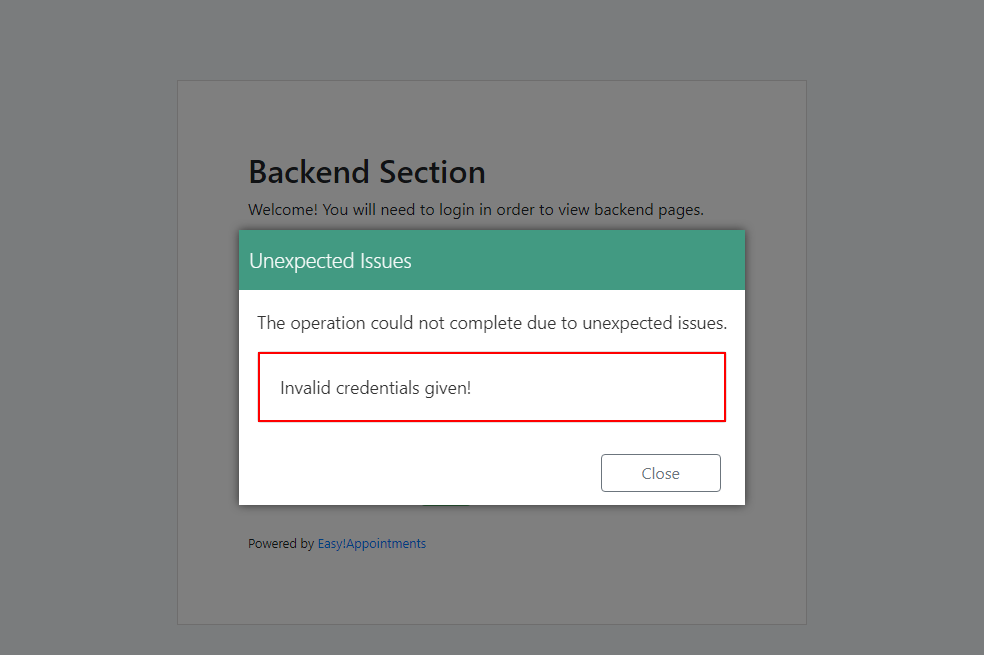 Backend Section
Welcome! You will need to login in order to view backend pages.
Unexpected Issues
The operation could not complete due to unexpected issues.
Invalid credentials given!
Close
Powered by Easy!Appointments